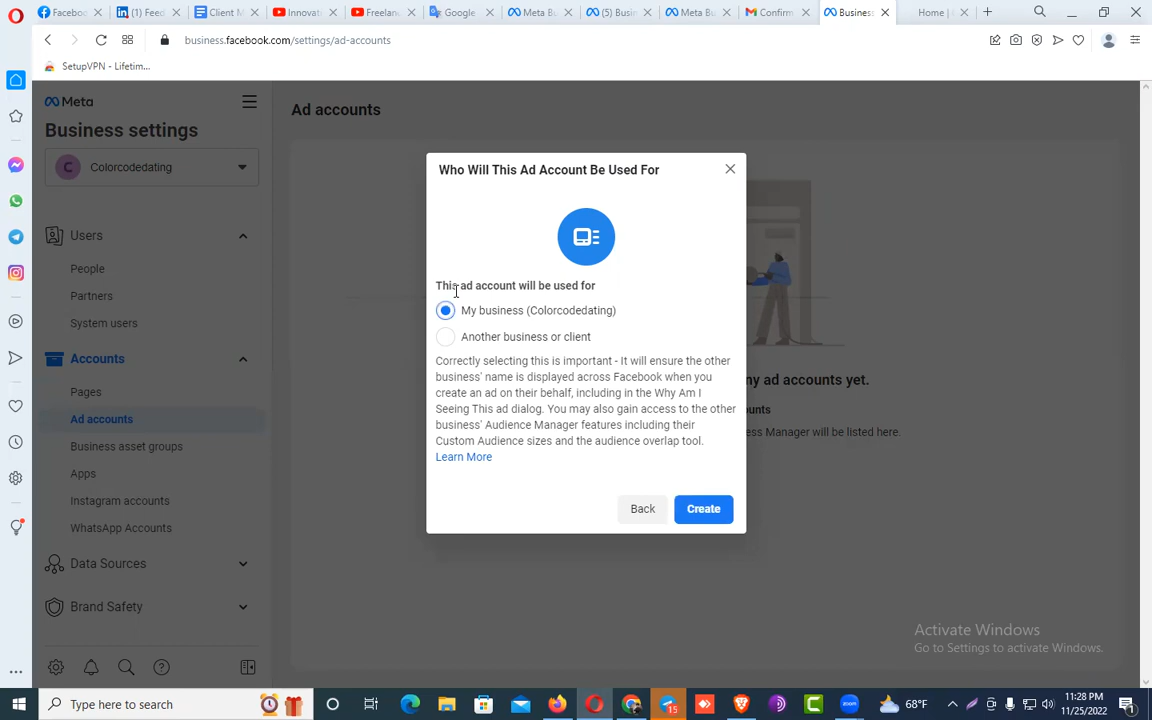 Faceboo
(1) Feed
Client M
Innovat
Freelan
Google
Meta Bu
(5) Busin
Meta Bu
Confirm
Business
Home |
business.facebook.com/settings/ad-accounts
SetupVPN - Lifetim...
Meta
Business settings
C Colorcodedating
Users
People
Partners
System users
Accounts
Pages
Ad accounts
Business asset groups
Apps
Instagram accounts
WhatsApp Accounts
Data Sources
Brand Safety
Ad accounts
Who Will This Ad Account Be Used For
This ad account will be used for
My business (Colorcodedating)
Another business or client
Correctly selecting this is important - It will ensure the other
business' name is displayed across Facebook when you
create an ad on their behalf, including in the Why Am I
Seeing This ad dialog. You may also gain access to the other
business' Audience Manager features including their
Custom Audience sizes and the audience overlap tool.
Learn More
Back
Create
ny ad accounts yet.
ounts
ess Manager will be listed here.
Activate Windows
Go to Settings to activate Windows.
Type here to search
15
zoom
68°F
11:28 PM
11/25/2022
1